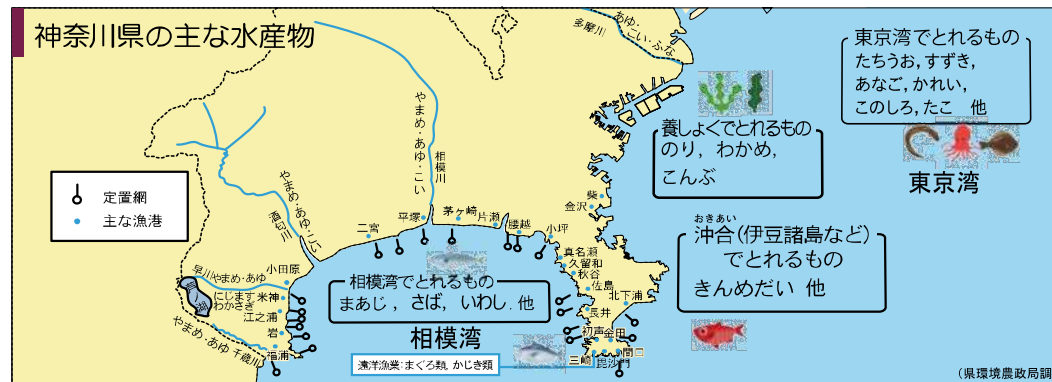 神奈川県の主な水産物
あゆ・
こい・ふな
多摩川
東京湾でとれるもの
たちうお，すずき，
あなご，かれい，
このしろ，たこ　他
東京湾
養しょくでとれるもの
のり，わかめ，
こんぶ
おきあい
沖合（伊豆諸島など）
でとれるもの
きんめだい 他
定置網
主な漁港
やまめ・あゆ・こい
相模川
やまめ・あゆ・こい
酒匂川
二宮
平塚
茅ヶ崎
片瀬
腰越
小坪
柴
金沢
真名瀬
久留和
秋谷
佐島
北下浦
長井
初声
金田
三崎
毘沙門
間口
小田原
早川
やまめ・あゆ
にじます
わかさぎ
米神
江之浦
岩
福浦
やまめ・あゆ
千歳川
相模湾でとれるもの
まあじ，さば，いわし．他
相模湾
遠洋漁業：まぐろ類，かじき類
（県環境農政局調